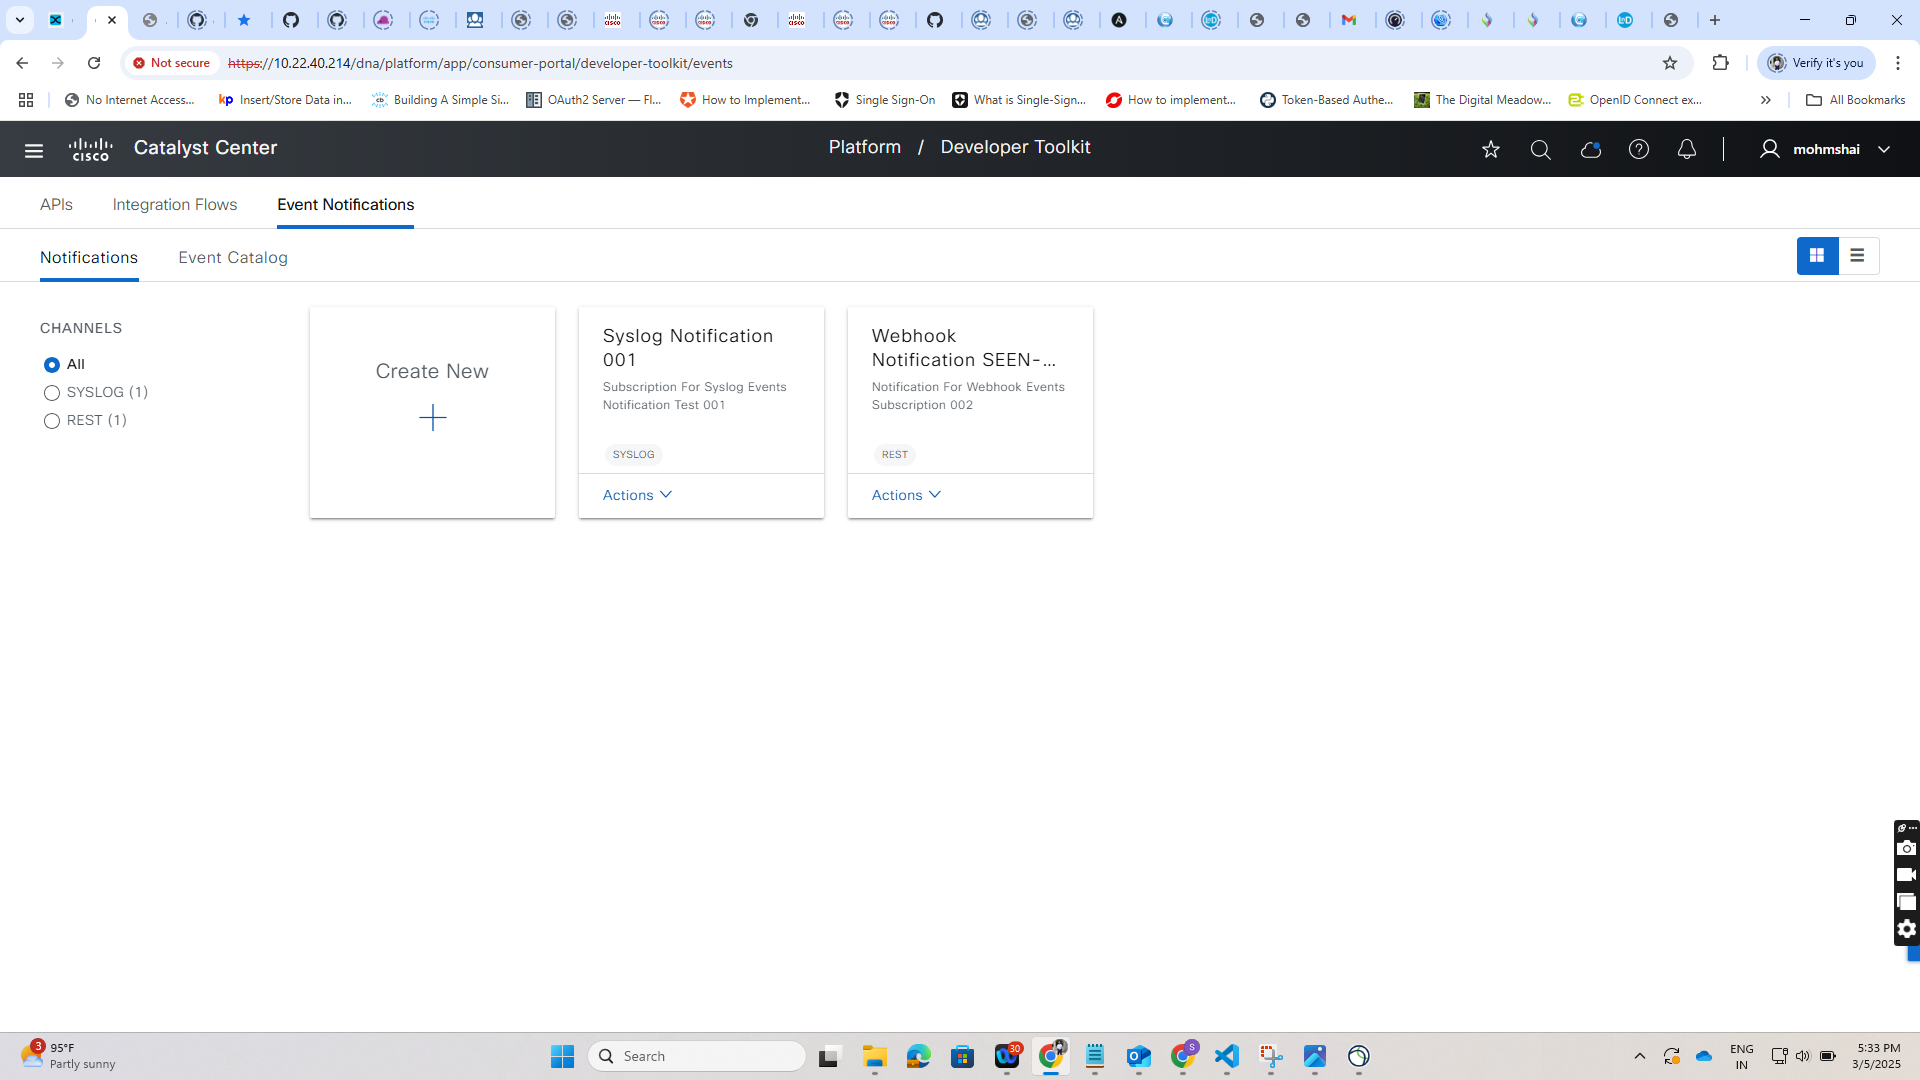 Not secure
https://10.22.40.214/dna/platform/app/consumer-portal/developer-toolkit/events
Verify it's you
No Internet Access...
Insert/Store Data in...
Building A Simple Si...
OAuth2 Server — Fl...
How to Implement...
Single Sign-On
What is Single-Sign...
How to implement...
Token-Based Authe...
The Digital Meadow...
OpenID Connect ex...
All Bookmarks
cisco
Catalyst Center
Platform / Developer Toolkit
mohmshai
APIs
Integration Flows
Event Notifications
Notifications
Event Catalog
CHANNELS
All
SYSLOG (1)
REST (1)
Create New
Syslog Notification
001
Subscription For Syslog Events
Notification Test 001
SYSLOG
Actions
Webhook
Notification SEEN-...
Notification For Webhook Events
Subscription 002
REST
Actions
3
95°F
Partly sunny
Search
30
S
ENG
IN
5:33 PM
3/5/2025